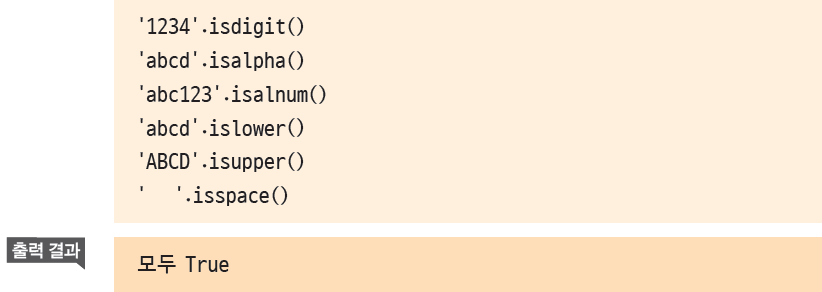 '1234'.isdigit()
'abcd'.isalpha()
'abc123'.isalnum()
'abcd'.islower()
'ABCD'.isupper()
'   '.isspace()
출력 결과
모두 True